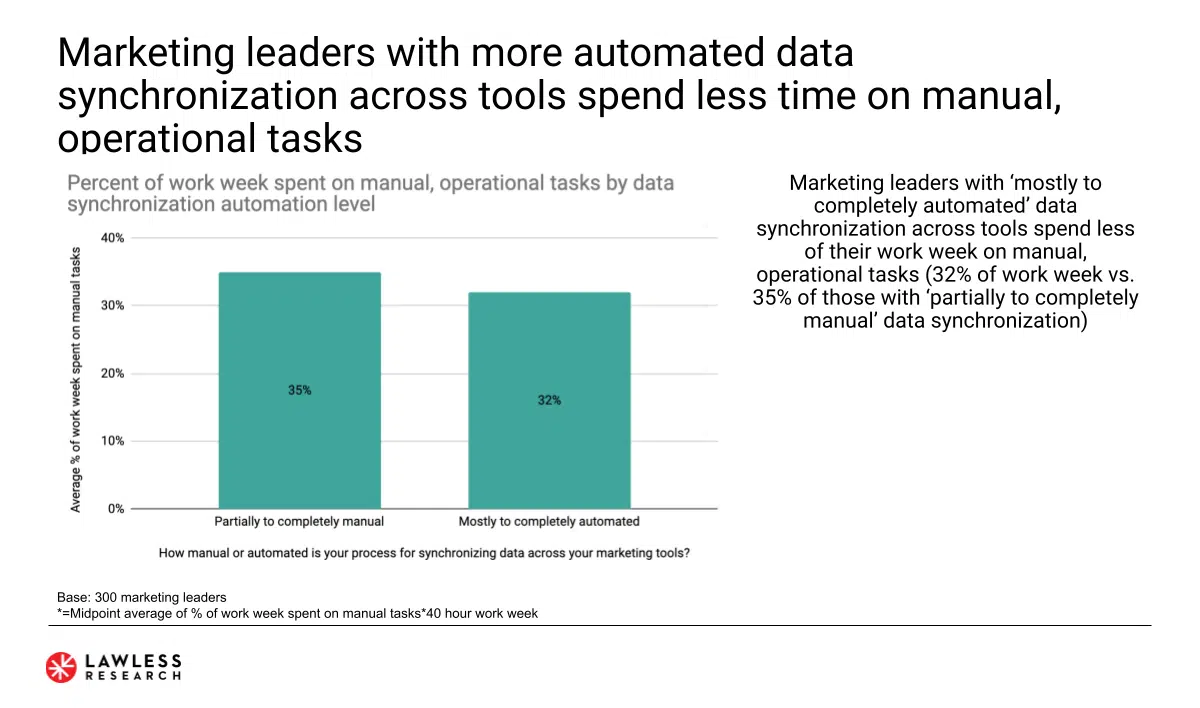 Marketing leaders with more automated data
synchronization across tools spend less time on manual,
operational tasks
Percent of work week spent on manual, operational tasks by data
synchronization automation level
Average % of work week spent on manual tasks
40%
30%
20%
10%
0%
35%
32%
Partially to completely manual
Mostly to completely automated
How manual or automated is your process for synchronizing data across your marketing tools?
Marketing leaders with ‘mostly to
completely automated’ data
synchronization across tools spend less
of their work week on manual,
operational tasks (32% of work week vs.
35% of those with ‘partially to completely
manual’ data synchronization)
Base: 300 marketing leaders
*=Midpoint average of % of work week spent on manual tasks*40 hour work week
LAWLESS
RESEARCH